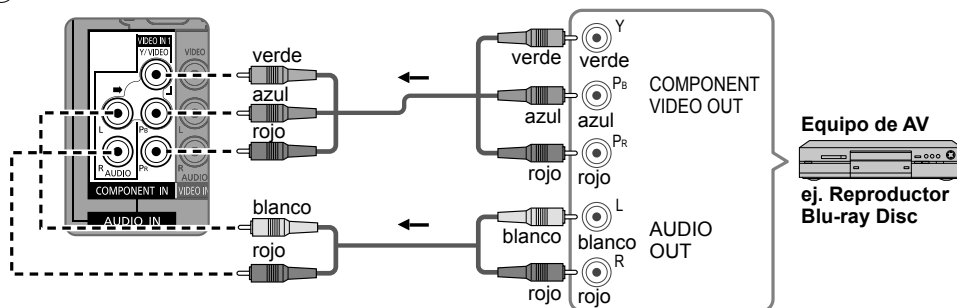 VIDEO IN 1
Y/VIDEO
VIDEO
L
PB
L
R
AUDIO
PR
R
AUDIO
COMPONENT IN
VIDEO IN
AUDIO IN
verde
azul
rojo
blanco
rojo
verde
azul
rojo
blanco
rojo
Y
verde
PB
azul
PR
rojo
COMPONENT
VIDEO OUT
L
blanco
R
rojo
AUDIO
OUT
Equipo de AV
ej. Reproductor
Blu-ray Disc